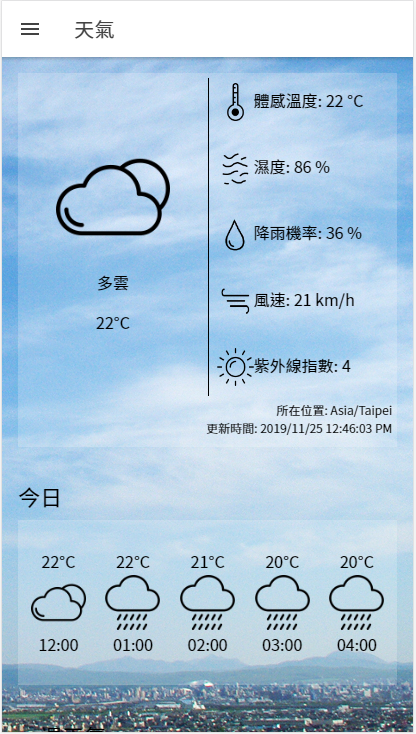 天氣
多雲
22°C
體感溫度: 22 °C
濕度: 86 %
降雨機率: 36 %
風速: 21 km/h
紫外線指數: 4
所在位置: Asia/Taipei
更新時間: 2019/11/25 12:46:03 PM
今日
22°C 22°C 21°C 20°C 20°C
12:00 01:00 02:00 03:00 04:00